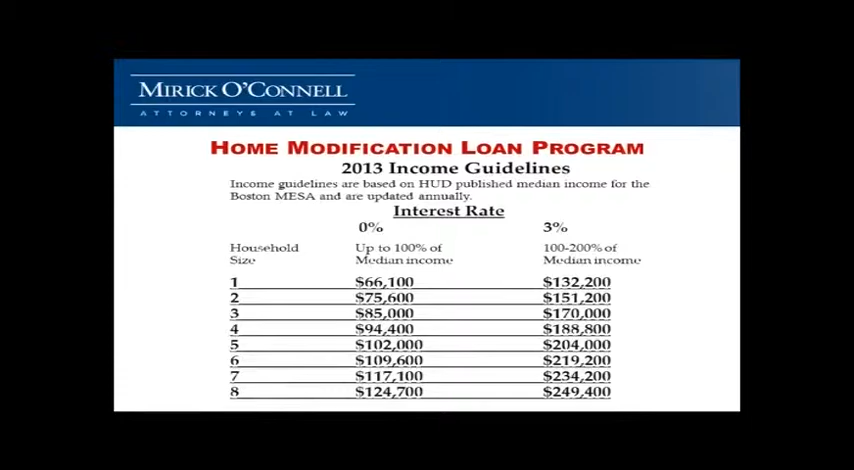 MIRICK O'CONNELL
ATTORNEYS AT LAW
HOME MODIFICATION LOAN PROGRAM
2013 Income Guidelines
Income guidelines are based on HUD published median income for the
Boston MESA and are updated annually.
Interest Rate
0% 3%
Household Up to 100% of 100-200% of
Size Median income Median income
1 $66,100 $132,200
2 $75,600 $151,200
3 $85,000 $170,000
4 $94,400 $188,800
5 $102,000 $204,000
6 $109,600 $219,200
7 $117,100 $234,200
8 $124,700 $249,400